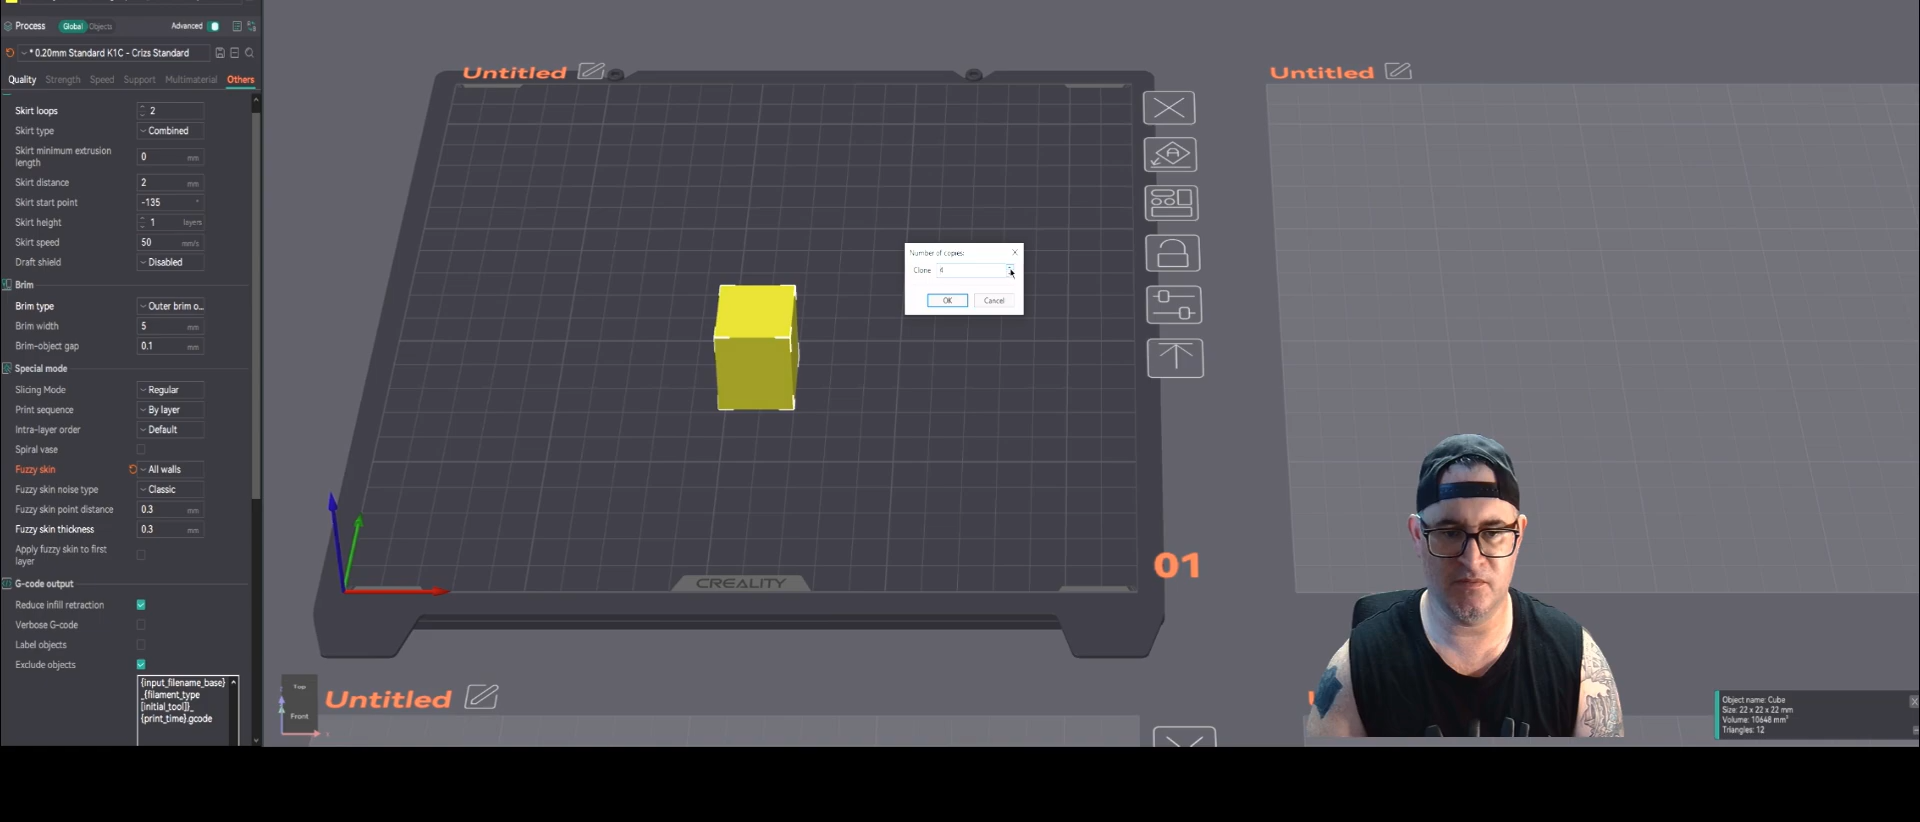 Process
Global
Objects
Advanced
* 0.20mm Standard K1C - Crizs Standard
Quality
Strength
Speed
Support
Multimaterial
Others
Skirt loops
2
Skirt type
Combined
Skirt minimum extrusion
length
0
mm
Skirt distance
2
mm
Skirt start point
-135
°
Skirt height
1
layers
Skirt speed
50
mm/s
Draft shield
Disabled
Brim
Brim type
Outer brim o...
Brim width
5
mm
Brim-object gap
0.1
mm
Special mode
Slicing Mode
Regular
Print sequence
By layer
Intra-layer order
Default
Spiral vase
Fuzzy skin
All walls
Fuzzy skin noise type
Classic
Fuzzy skin point distance
0.3
mm
Fuzzy skin thickness
0.3
mm
Apply fuzzy skin to first
layer
G-code output
Reduce infill retraction
Verbose G-code
Label objects
Exclude objects
{input_filename_base}
_{filament_type
[initial_tool]}_
{print_time}.gcode
Untitled
Untitled
Number of copies:
Clone
OK
Cancel
CREALITY
01
Top
Front
Untitled
Object name: Cube
Size: 22 x 22 x 22 mm
Volume: 10648 mm³
Triangles: 12